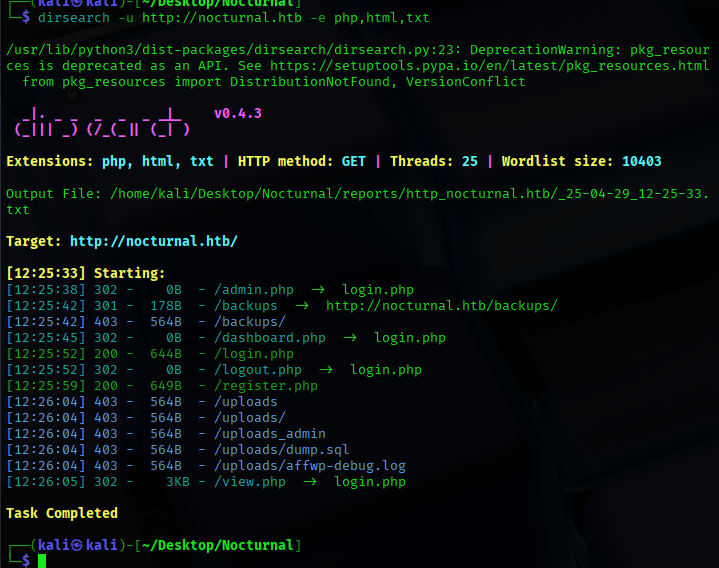 ┌──(kali㉿kali)-[~/Desktop/Nocturnal]
└─$ dirsearch -u http://nocturnal.htb -e php,html,txt
/usr/lib/python3/dist-packages/dirsearch/dirsearch.py:23: DeprecationWarning: pkg_resour
ces is deprecated as an API. See https://setuptools.pypa.io/en/latest/pkg_resources.html
  from pkg_resources import DistributionNotFound, VersionConflict
  _|. _ _  _  _  _ _|_    v0.4.3
 (_||| _) (/_(_|| (_| )
Extensions: php, html, txt | HTTP method: GET | Threads: 25 | Wordlist size: 10403
Output File: /home/kali/Desktop/Nocturnal/reports/http_nocturnal.htb/_25-04-29_12-25-33.
txt
Target: http://nocturnal.htb/
[12:25:33] Starting:
[12:25:38] 302 -    0B  - /admin.php  ->  login.php
[12:25:42] 301 -  178B  - /backups  ->  http://nocturnal.htb/backups/
[12:25:42] 403 -  564B  - /backups/
[12:25:45] 302 -    0B  - /dashboard.php  ->  login.php
[12:25:52] 200 -  644B  - /login.php
[12:25:52] 302 -    0B  - /logout.php  ->  login.php
[12:25:59] 200 -  649B  - /register.php
[12:26:04] 403 -  564B  - /uploads
[12:26:04] 403 -  564B  - /uploads/
[12:26:04] 403 -  564B  - /uploads_admin
[12:26:04] 403 -  564B  - /uploads/dump.sql
[12:26:04] 403 -  564B  - /uploads/affwp-debug.log
[12:26:05] 302 -    3KB - /view.php  ->  login.php
Task Completed
┌──(kali㉿kali)-[~/Desktop/Nocturnal]
└─$